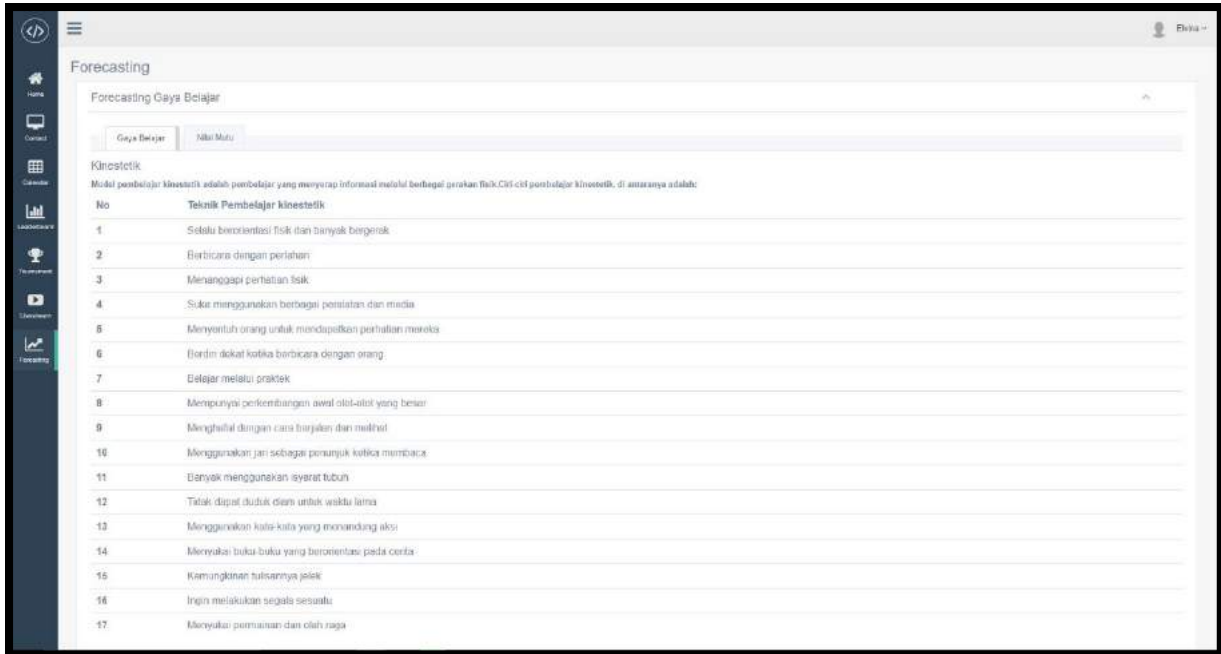 Elvina
Forecasting
Home
Contact
Calendar
Leaderboard
Tournament
Livestream
Forecasting
Forecasting Gaya Belajar
Gaya Belajar
Nilai Mutu
Kinestetik
Model pembelajar kinestetik adalah pembelajar yang menyerap informasi melalui berbagai gerakan fisik.Ciri-ciri pembelajar kinestetik, di antaranya adalah:
No Teknik Pembelajar kinestetik
1 Selalu berorientasi fisik dan banyak bergerak
2 Berbicara dengan perlahan
3 Menanggapi perhatian fisik
4 Suka menggunakan berbagai peralatan dan media
5 Menyentuh orang untuk mendapatkan perhatian mereka
6 Berdiri dekat ketika berbicara dengan orang
7 Belajar melalui praktek
8 Mempunyai perkembangan awal otot-otot yang besar
9 Menghafal dengan cara berjalan dan melihat
10 Menggunakan jari sebagai penunjuk ketika membaca
11 Banyak menggunakan isyarat tubuh
12 Tidak dapat duduk diam untuk waktu lama
13 Menggunakan kata-kata yang mengandung aksi
14 Menyukai buku-buku yang berorientasi pada cerita
15 Kemungkinan tulisannya jelek
16 Ingin melakukan segala sesuatu
17 Menyukai permainan dan olah raga